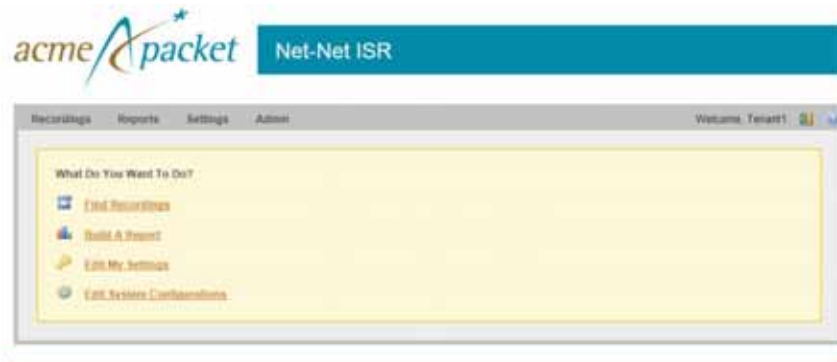 acme packet
Net-Net ISR
Recordings Reports Settings Admin Welcome, Tenant1
What Do You Want To Do?
Find Recordings
Build A Report
Edit My Settings
Edit System Configurations